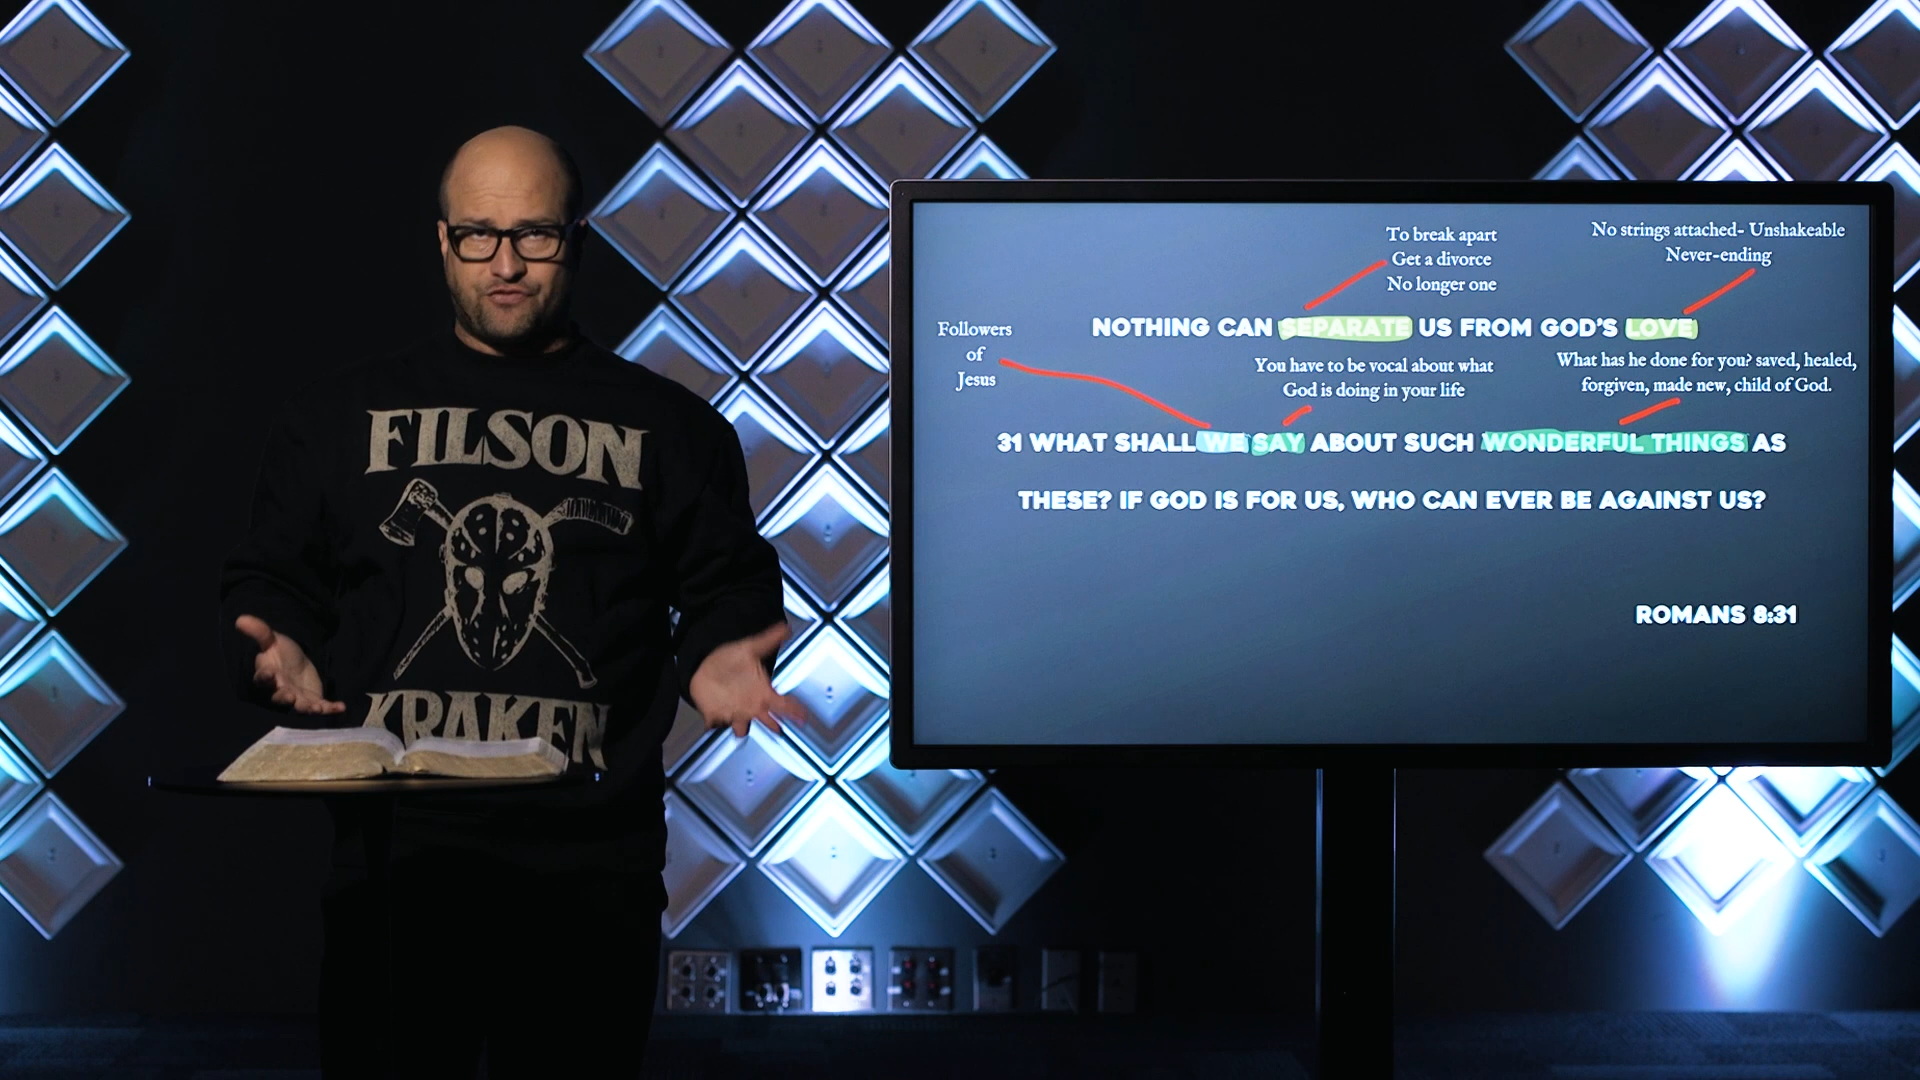 FILSON
KRAKEN
To break apart
Get a divorce
No longer one
No strings attached- Unshakeable
Never-ending
NOTHING CAN SEPARATE US FROM GOD'S LOVE
Followers
of
Jesus
You have to be vocal about what
God is doing in your life
What has he done for you? saved, healed,
forgiven, made new, child of God.
31 WHAT SHALL WE SAY ABOUT SUCH WONDERFUL THINGS AS
THESE? IF GOD IS FOR US, WHO CAN EVER BE AGAINST US?
ROMANS 8:31